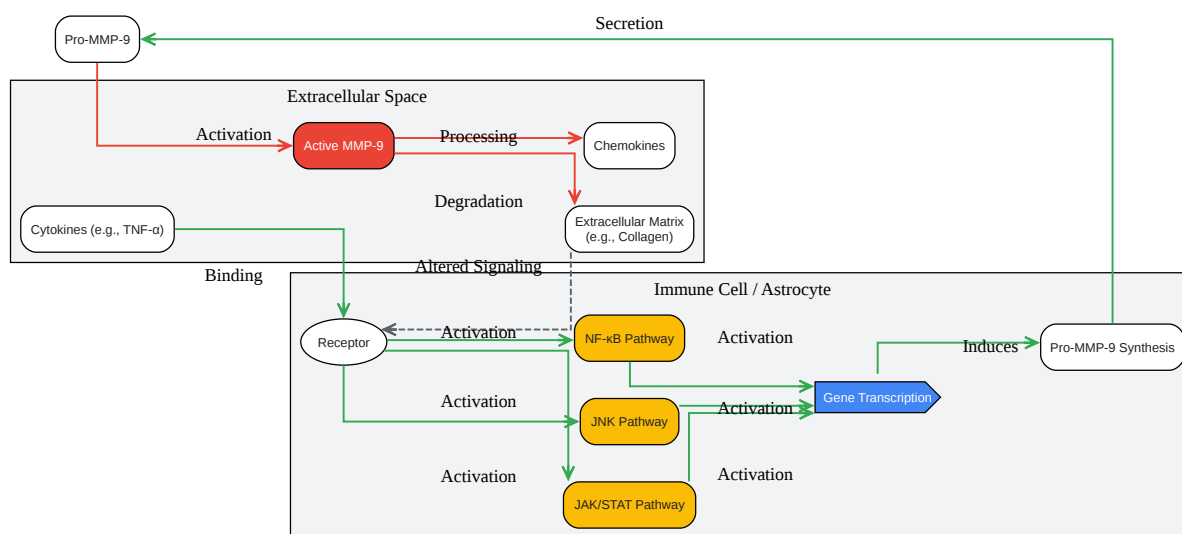 Secretion
Pro-MMP-9
Extracellular Space
Activation
Active MMP-9
Processing
Chemokines
Degradation
Cytokines (e.g., TNF-α)
Extracellular Matrix
(e.g., Collagen)
Binding
Altered Signaling
Immune Cell / Astrocyte
Receptor
Activation
NF-κB Pathway
Activation
Induces
Pro-MMP-9 Synthesis
Gene Transcription
Activation
JNK Pathway
Activation
Activation
JAK/STAT Pathway
Activation